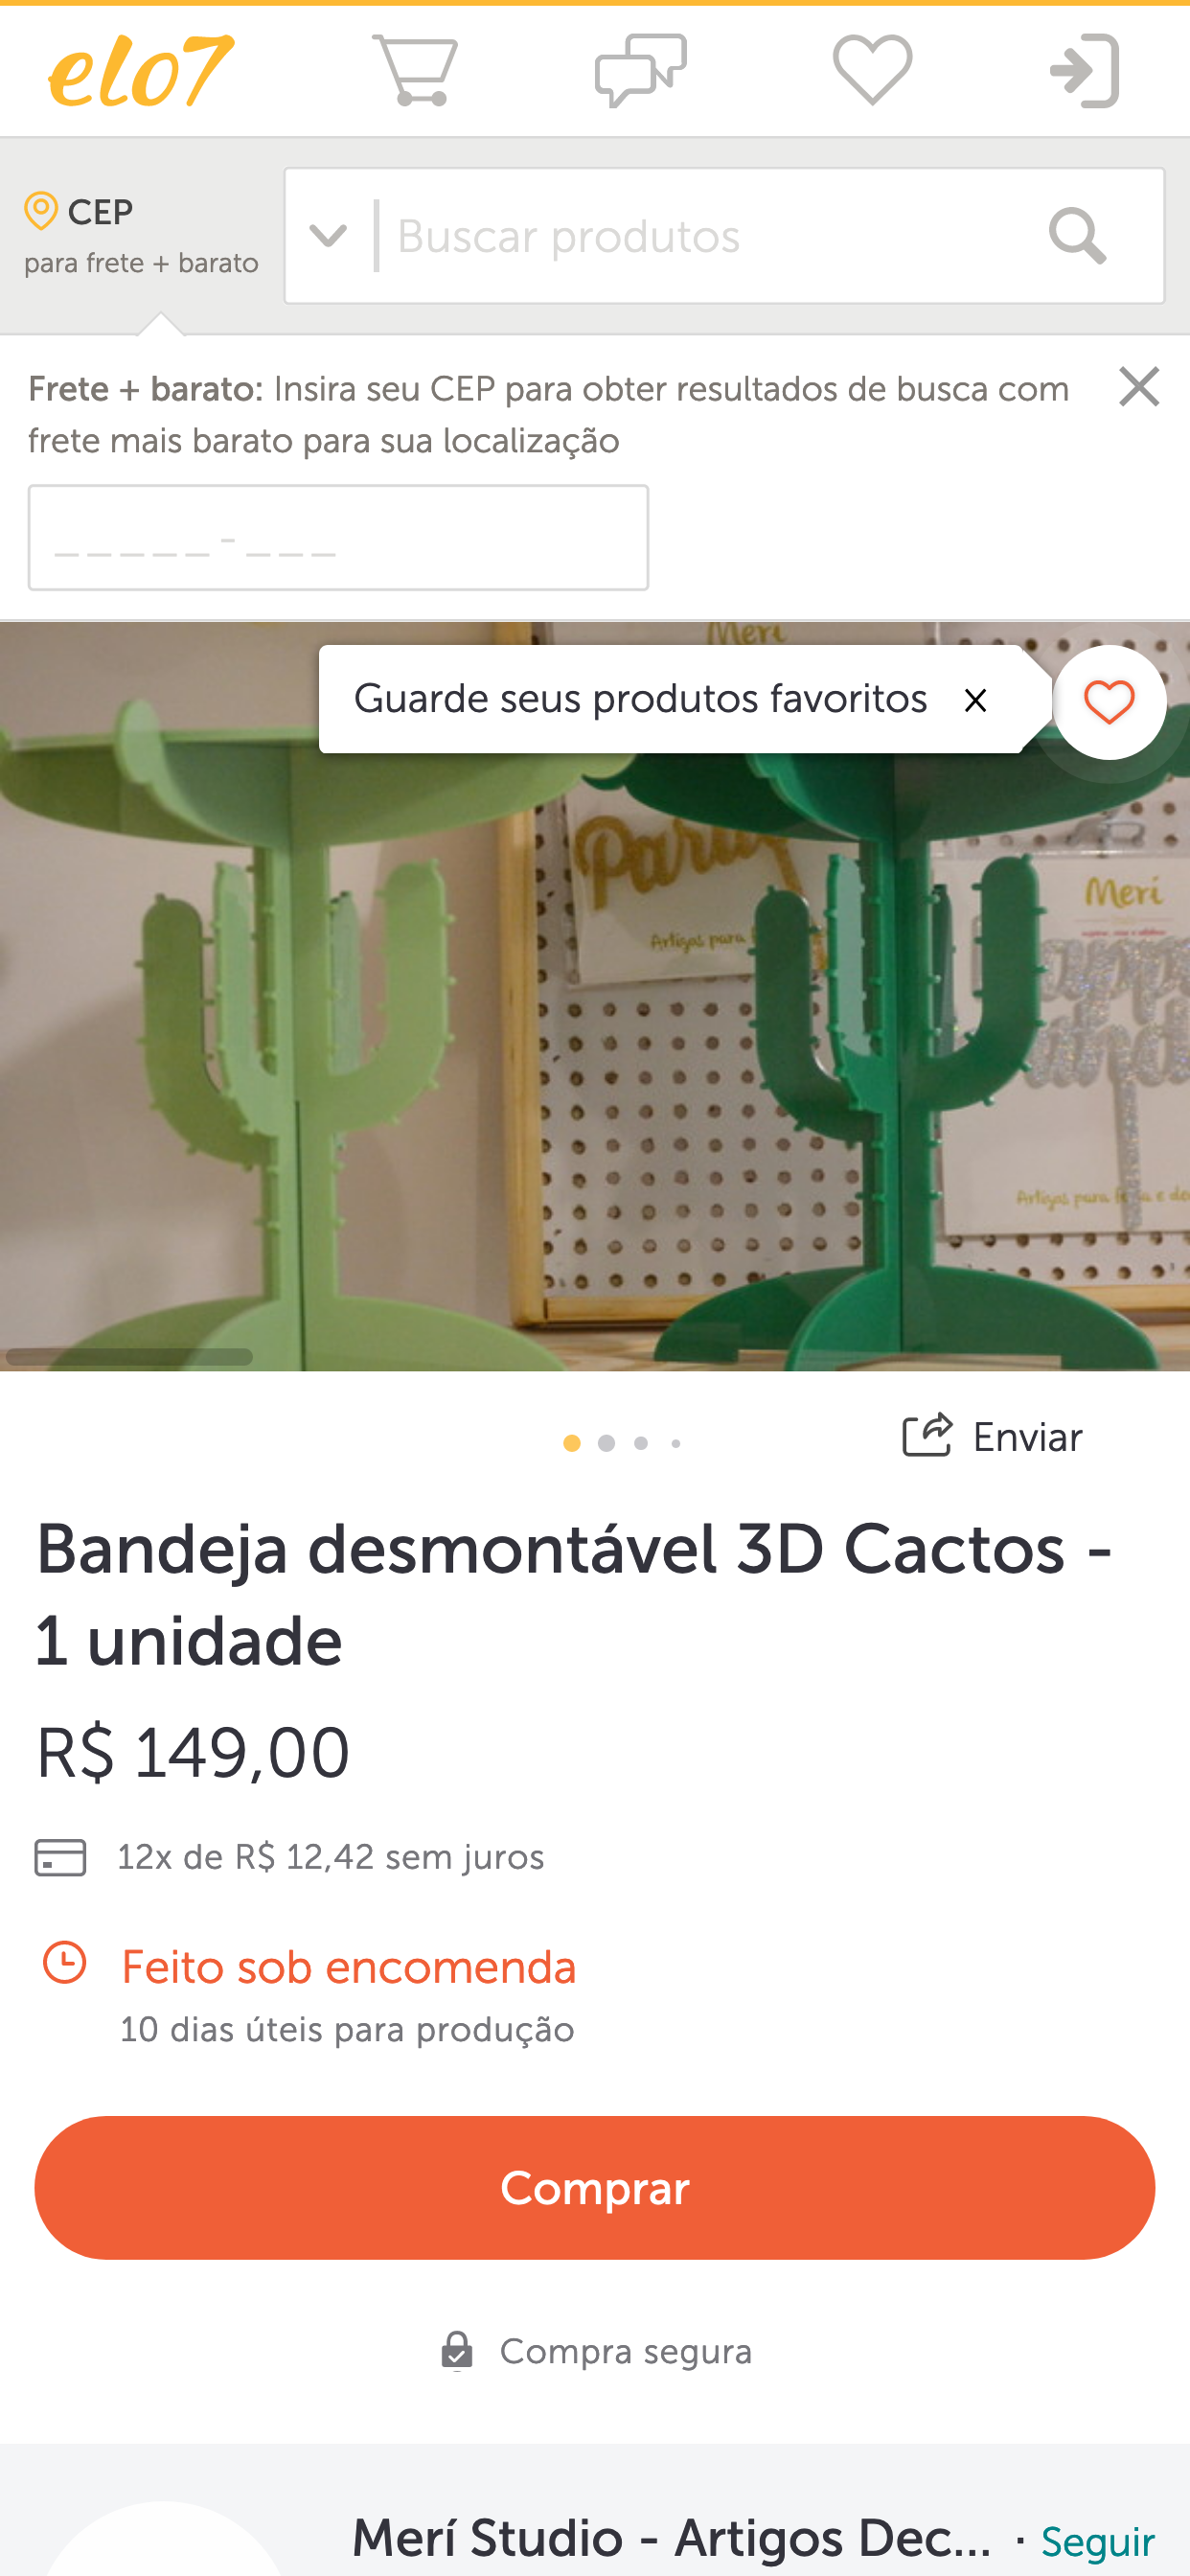 elo7
CEP
para frete + barato
Buscar produtos
Frete + barato: Insira seu CEP para obter resultados de busca com
frete mais barato para sua localização
_____-___
Merí
Guarde seus produtos favoritos
Party
Artigos para
Merí
Artigos para festa e de
Enviar
Bandeja desmontável 3D Cactos -
1 unidade
R$ 149,00
12x de R$ 12,42 sem juros
Feito sob encomenda
10 dias úteis para produção
Comprar
Compra segura
Merí Studio - Artigos Dec... · Seguir